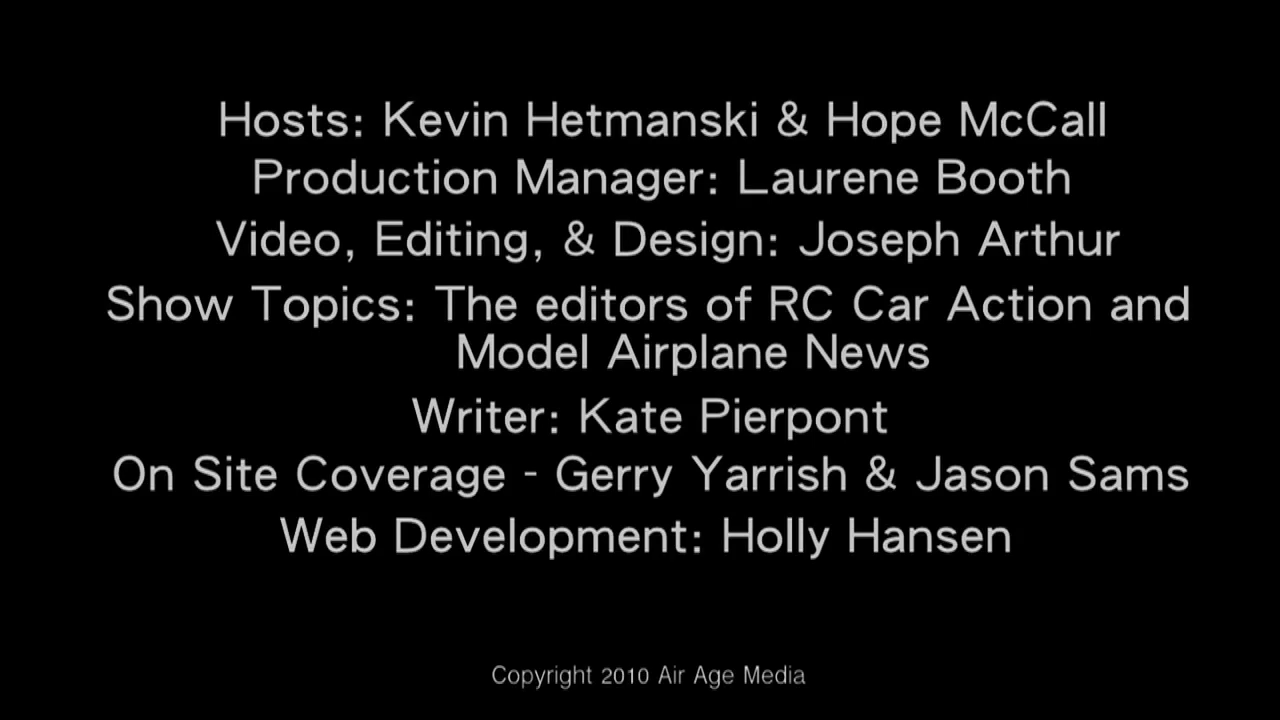 Hosts: Kevin Hetmanski & Hope McCall
Production Manager: Laurene Booth
Video, Editing, & Design: Joseph Arthur
Show Topics: The editors of RC Car Action and
Model Airplane News
Writer: Kate Pierpont
On Site Coverage - Gerry Yarrish & Jason Sams
Web Development: Holly Hansen
Copyright 2010 Air Age Media